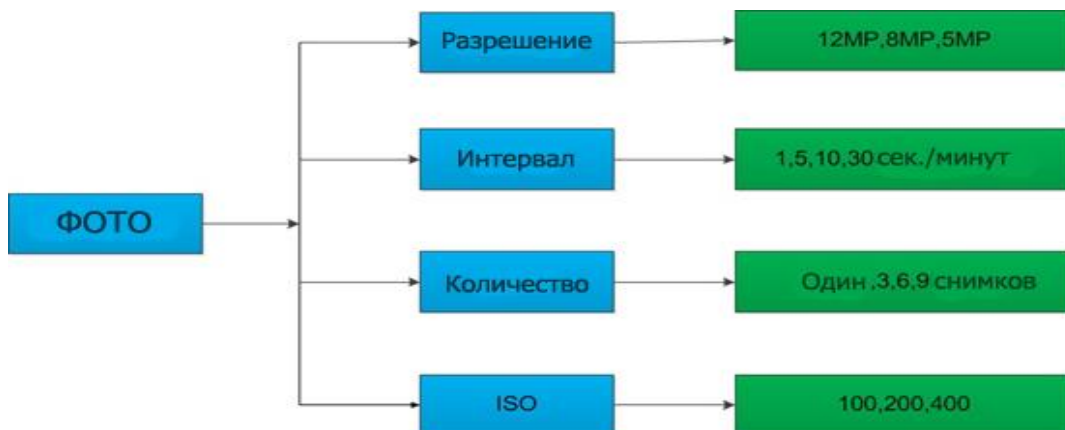 Разрешение
12MP,8MP,5MP
Интервал
1,5,10,30 сек./минут
ФОТО
Количество
Один ,3,6,9 снимков
ISO
100,200,400